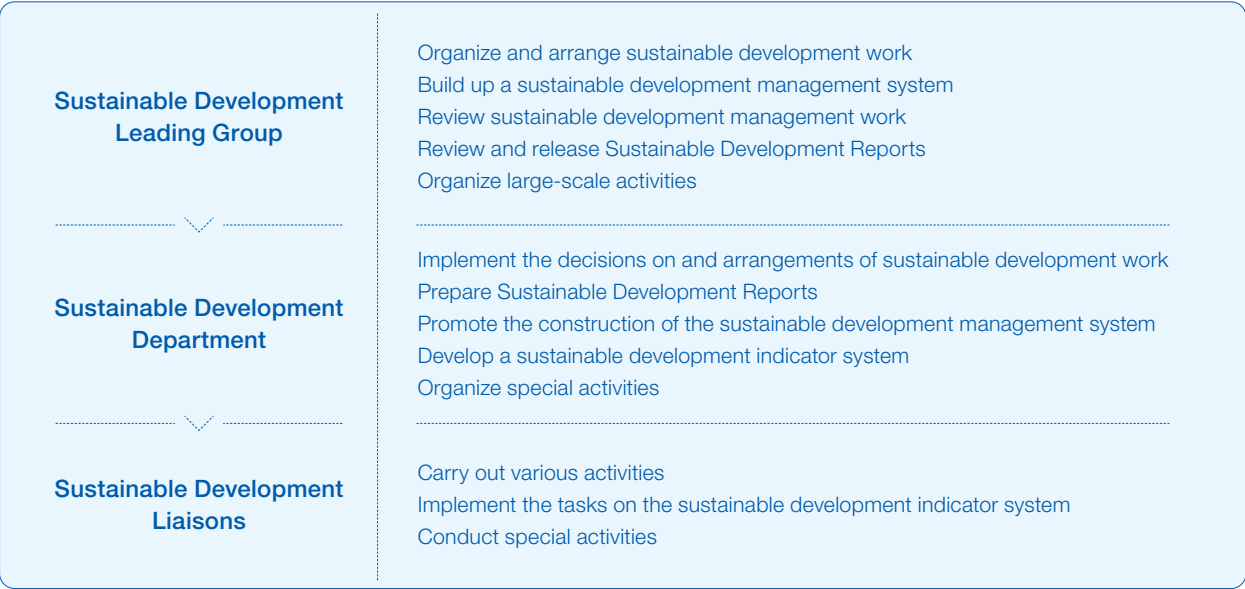 Sustainable Development
Leading Group
Organize and arrange sustainable development work
Build up a sustainable development management system
Review sustainable development management work
Review and release Sustainable Development Reports
Organize large-scale activities
Sustainable Development
Department
Implement the decisions on and arrangements of sustainable development work
Prepare Sustainable Development Reports
Promote the construction of the sustainable development management system
Develop a sustainable development indicator system
Organize special activities
Sustainable Development
Liaisons
Carry out various activities
Implement the tasks on the sustainable development indicator system
Conduct special activities